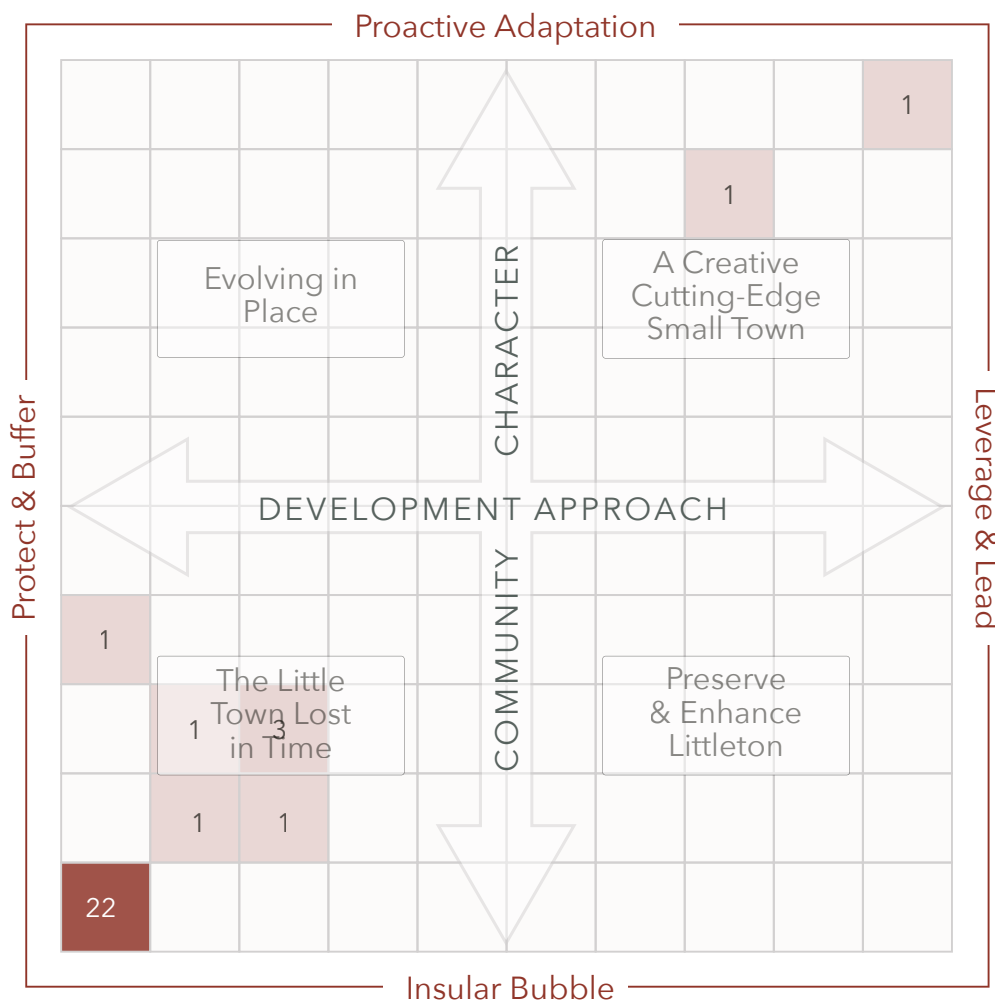 Proactive Adaptation
1
1
Evolving in
Place
A Creative
Cutting-Edge
Small Town
CHARACTER
Protect & Buffer
Leverage & Lead
DEVELOPMENT APPROACH
COMMUNITY
1
The Little
Town Lost
in Time
1
3
Preserve
& Enhance
Littleton
1
1
22
Insular Bubble